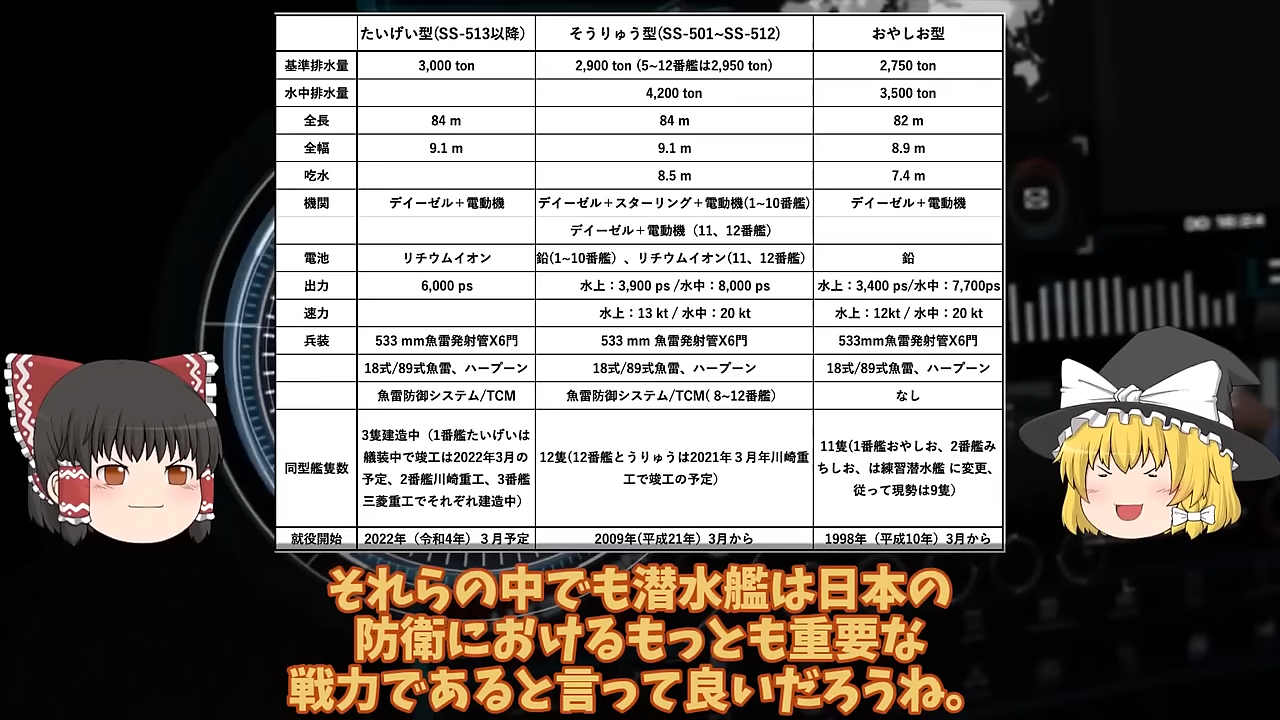 たいげい型(SS-513以降) そうりゅう型(SS-501~SS-512) おやしお型
基準排水量 3,000 ton 2,900 ton (5~12番艦は2,950 ton) 2,750 ton
水中排水量 4,200 ton 3,500 ton
全長 84 m 84 m 82 m
全幅 9.1 m 9.1 m 8.9 m
吃水 8.5 m 7.4 m
機関 デイーゼル＋電動機 デイーゼル＋スターリング＋電動機(1~10番艦) デイーゼル＋電動機
デイーゼル＋電動機（11、12番艦）
電池 リチウムイオン 鉛(1~10番艦）、リチウムイオン(11、12番艦） 鉛
出力 6,000 ps 水上：3,900 ps /水中：8,000 ps 水上：3,400 ps/水中：7,700ps
速力 水上：13 kt / 水中：20 kt 水上：12kt / 水中：20 kt
兵装 533 mm魚雷発射管X6門 533 mm 魚雷発射管X6門 533mm魚雷発射管X6門
18式/89式魚雷、ハープーン 18式/89式魚雷、ハープーン 18式/89式魚雷、ハープーン
魚雷防御システム/TCM 魚雷防御システム/TCM( 8~12番艦） なし
同型艦隻数
3隻建造中（1番艦たいげいは
艤装中で竣工は2022年3月の
予定、2番艦川崎重工、3番艦
三菱重工でそれぞれ建造中）
12隻(12番艦とうりゅうは2021年３月年川崎重
工で竣工の予定）
11隻(1番艦おやしお、2番艦み
ちしお、は練習潜水艦 に変更、
従って現勢は9隻）
就役開始 2022年（令和4年）３月予定 2009年(平成21年）3月から 1998年（平成10年）3月から
それらの中でも潜水艦は日本の
防衛におけるもっとも重要な
戦力であると言って良いだろうね。